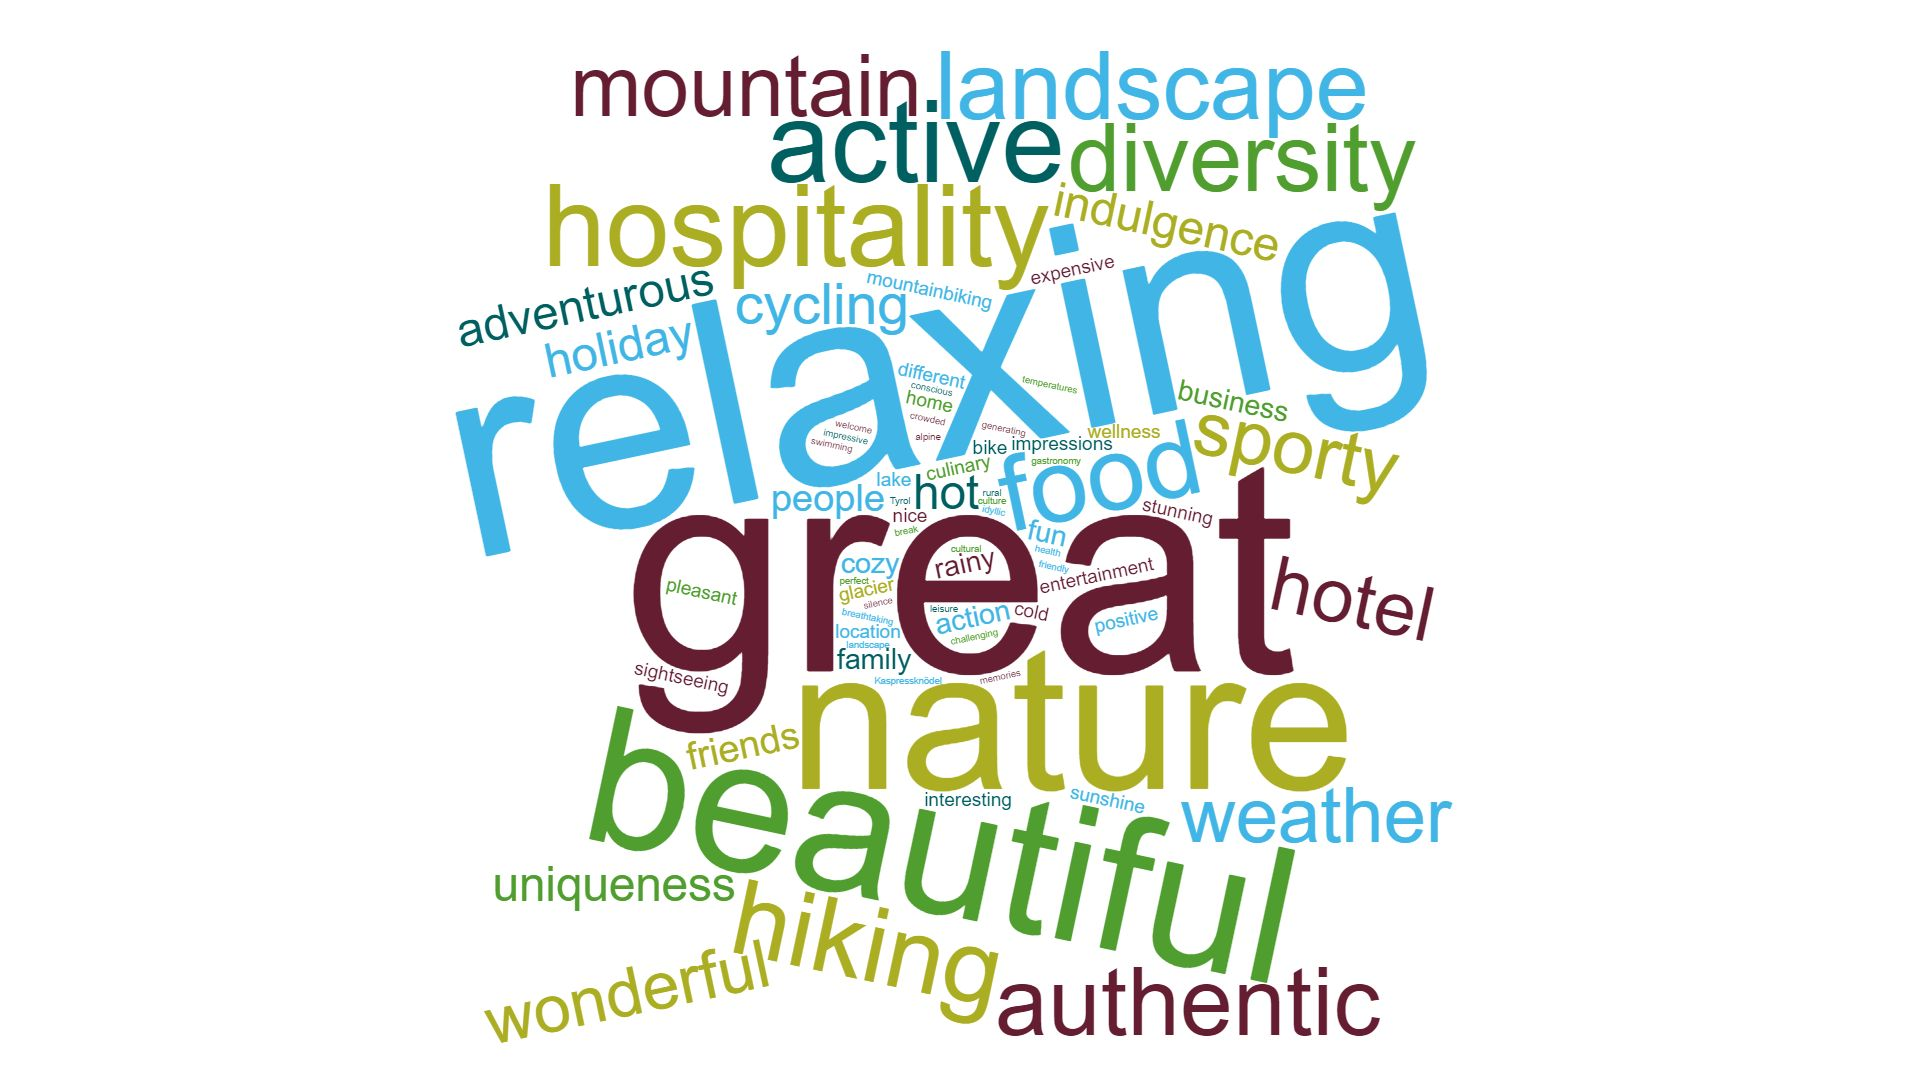 mountain
landscape
active
diversity
hospitality
indulgence
relaxing
expensive
mountainbiking
adventurous
cycling
holiday
different
conscious
home
temperatures
crowded
business
sporty
welcome
impressive
swimming
alpine
generating
wellness
bike
impressions
gastronomy
food
culinary
lake
hot
people
Tyrol
rural
culture
idyllic
nice
break
stunning
fun
health
friendly
great
cultural
rainy
cozy
perfect
glacier
silence
entertainment
pleasant
breathtaking
leisure
action
cold
challenging
positive
location
landscape
family
hotel
sightseeing
Kaspressknödel
memories
nature
friends
beautiful
interesting
sunshine
weather
uniqueness
hiking
wonderful
authentic